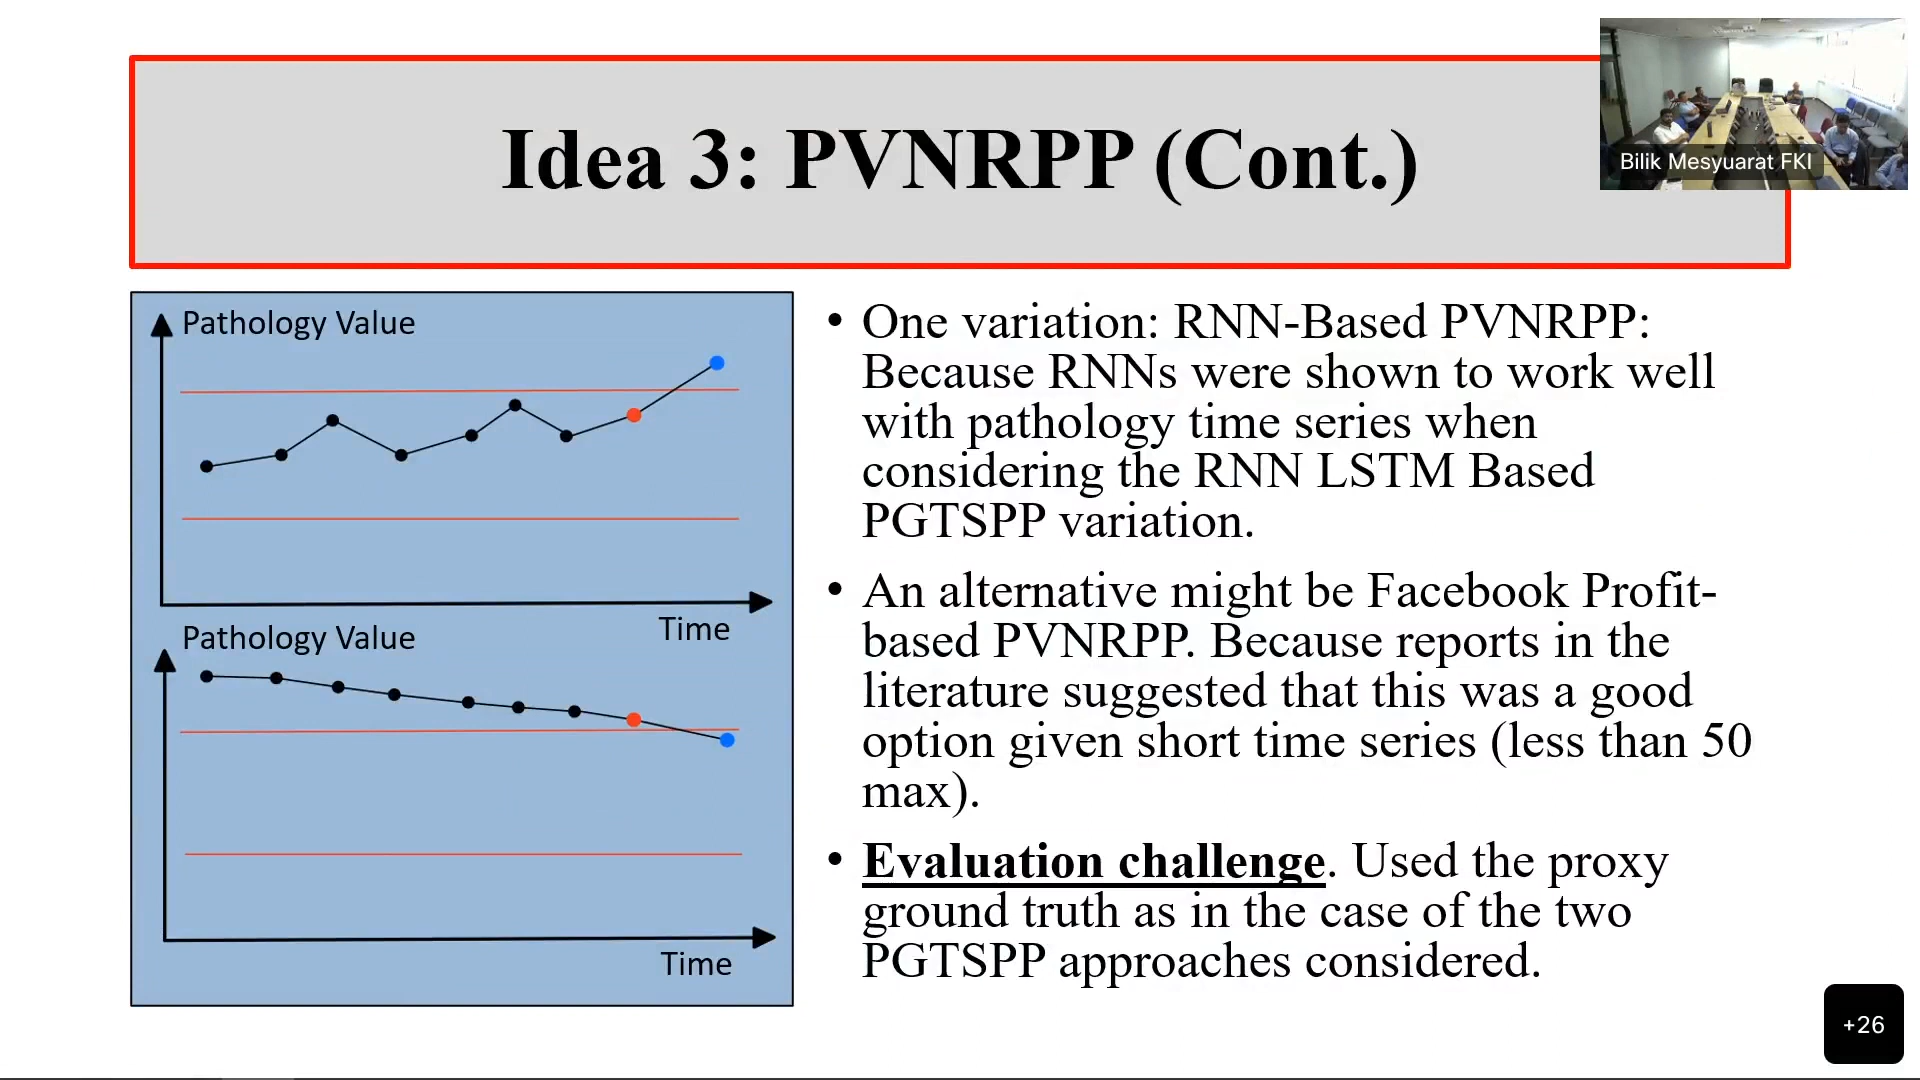 Idea 3: PVNRPP (Cont.)
Bilik Mesyuarat FKI
Pathology Value
Time
Pathology Value
Time
• One variation: RNN-Based PVNRPP:
Because RNNs were shown to work well
with pathology time series when
considering the RNN LSTM Based
PGTSPP variation.
• An alternative might be Facebook Profit-
based PVNRPP. Because reports in the
literature suggested that this was a good
option given short time series (less than 50
max).
• Evaluation challenge. Used the proxy
ground truth as in the case of the two
PGTSPP approaches considered.
+26